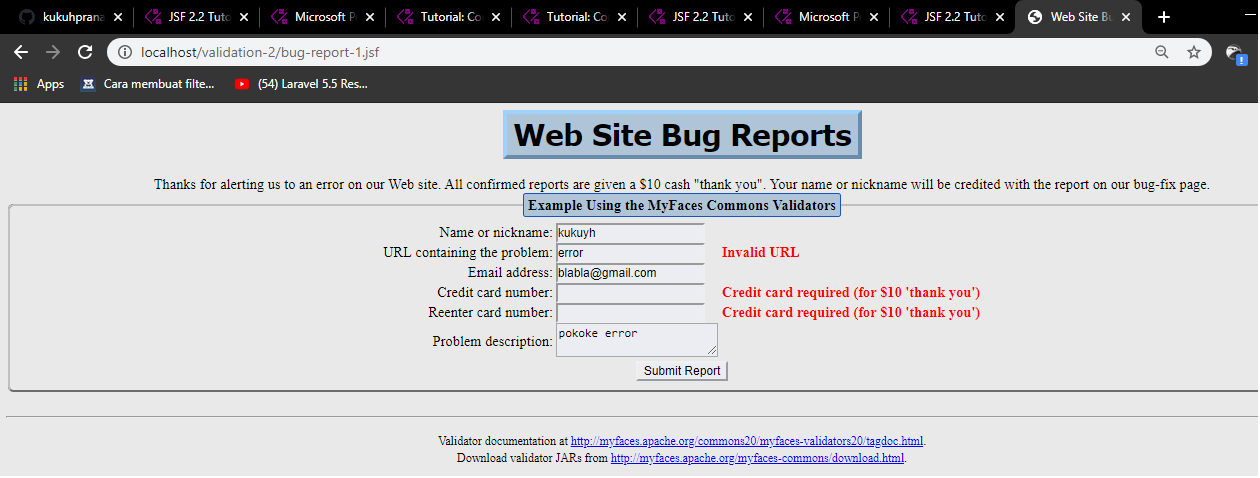 kukuhprana
JSF 2.2 Tuto
Microsoft P
Tutorial: Co
Tutorial: Co
JSF 2.2 Tuto
Microsoft P
JSF 2.2 Tuto
Web Site Bu
localhost/validation-2/bug-report-1.jsf
Apps
Cara membuat filte...
(54) Laravel 5.5 Res...
Web Site Bug Reports
Thanks for alerting us to an error on our Web site. All confirmed reports are given a $10 cash "thank you". Your name or nickname will be credited with the report on our bug-fix page.
Example Using the MyFaces Commons Validators
Name or nickname: kukuyh
URL containing the problem: error Invalid URL
Email address: blabla@gmail.com
Credit card number: Credit card required (for $10 'thank you')
Reenter card number: Credit card required (for $10 'thank you')
Problem description: pokoke error
Submit Report
Validator documentation at http://myfaces.apache.org/commons20/myfaces-validators20/tagdoc.html.
Download validator JARs from http://myfaces.apache.org/myfaces-commons/download.html.